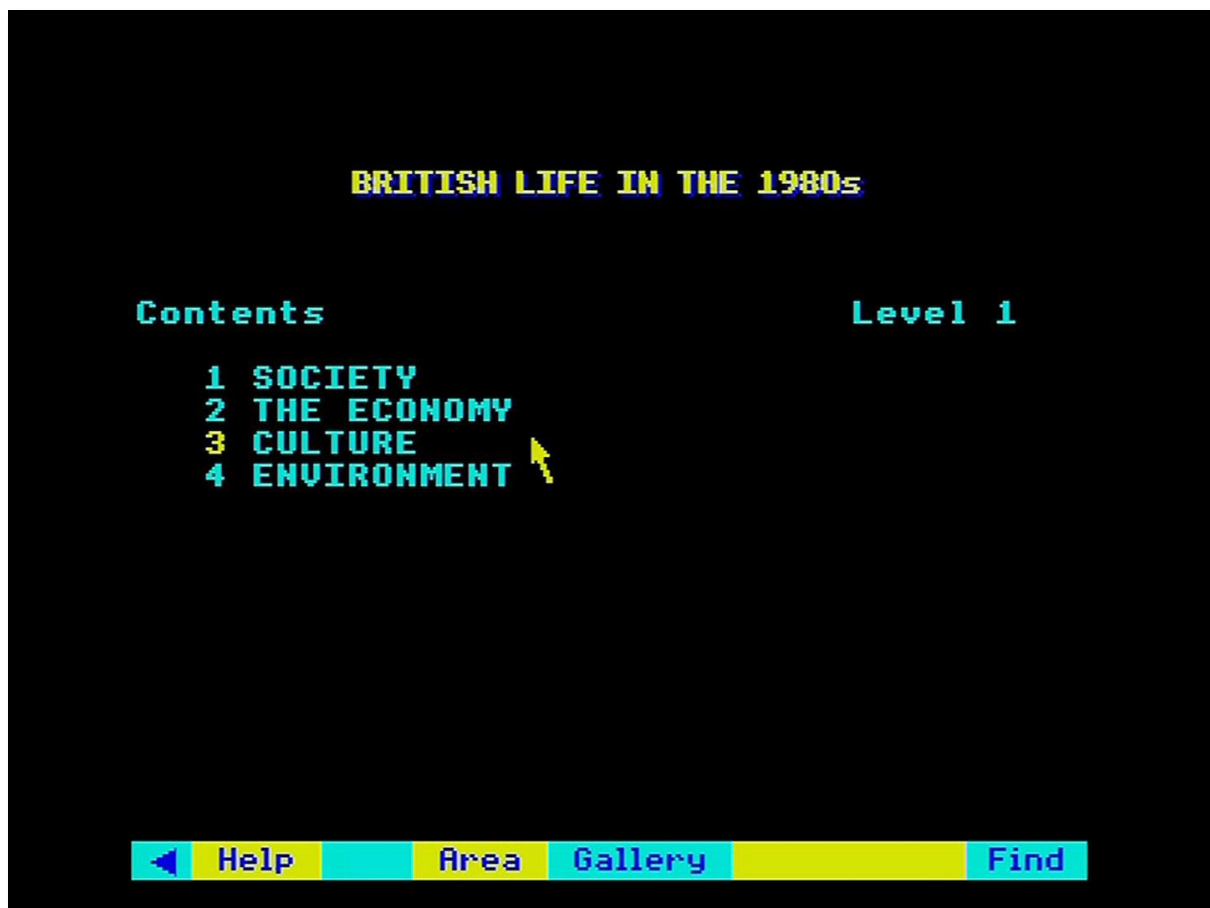 BRITISH LIFE IN THE 1980s
Contents Level 1
1 SOCIETY
2 THE ECONOMY
3 CULTURE
4 ENVIRONMENT
Help Area Gallery Find